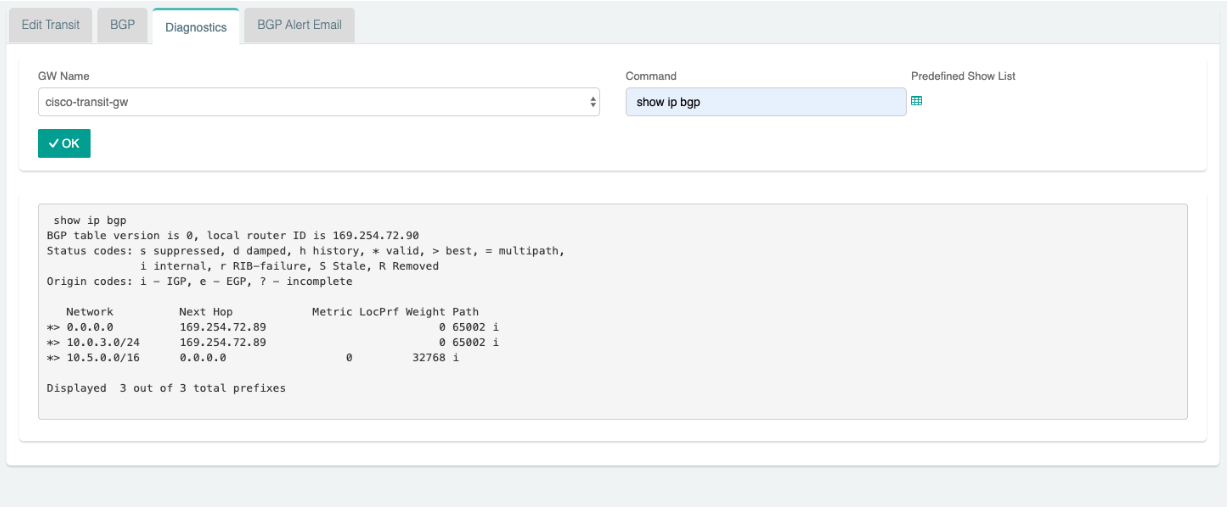 Edit Transit BGP Diagnostics BGP Alert Email
GW Name Command Predefined Show List
cisco-transit-gw show ip bgp
OK
show ip bgp
BGP table version is 0, local router ID is 169.254.72.90
Status codes: s suppressed, d damped, h history, * valid, > best, = multipath,
i internal, r RIB-failure, S Stale, R Removed
Origin codes: i - IGP, e - EGP, ? - incomplete
Network Next Hop Metric LocPrf Weight Path
*> 0.0.0.0 169.254.72.89 0 65002 i
*> 10.0.3.0/24 169.254.72.89 0 65002 i
*> 10.5.0.0/16 0.0.0.0 0 32768 i
Displayed 3 out of 3 total prefixes